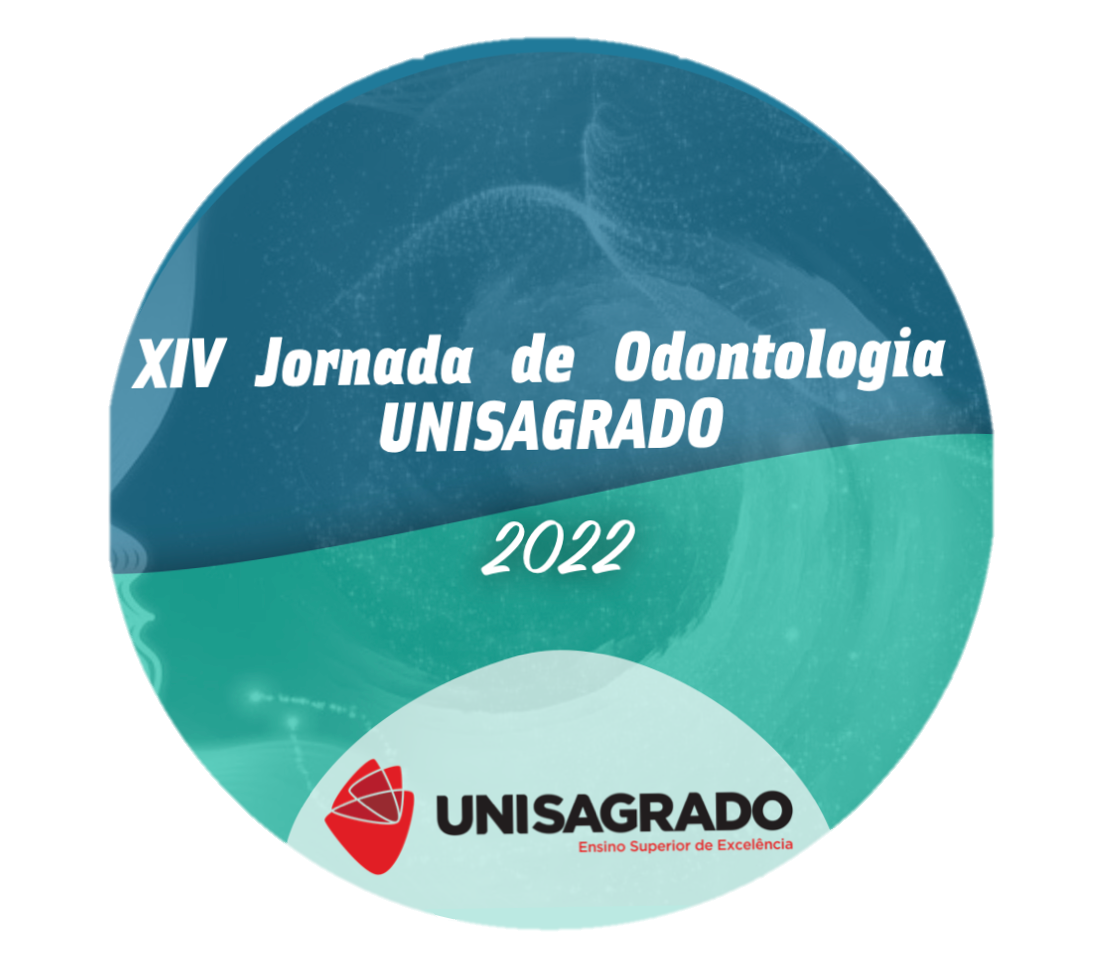 XIV Jornada de Odontologia
UNISAGRADO
2022
UNISAGRADO
Ensino Superior de Excelência